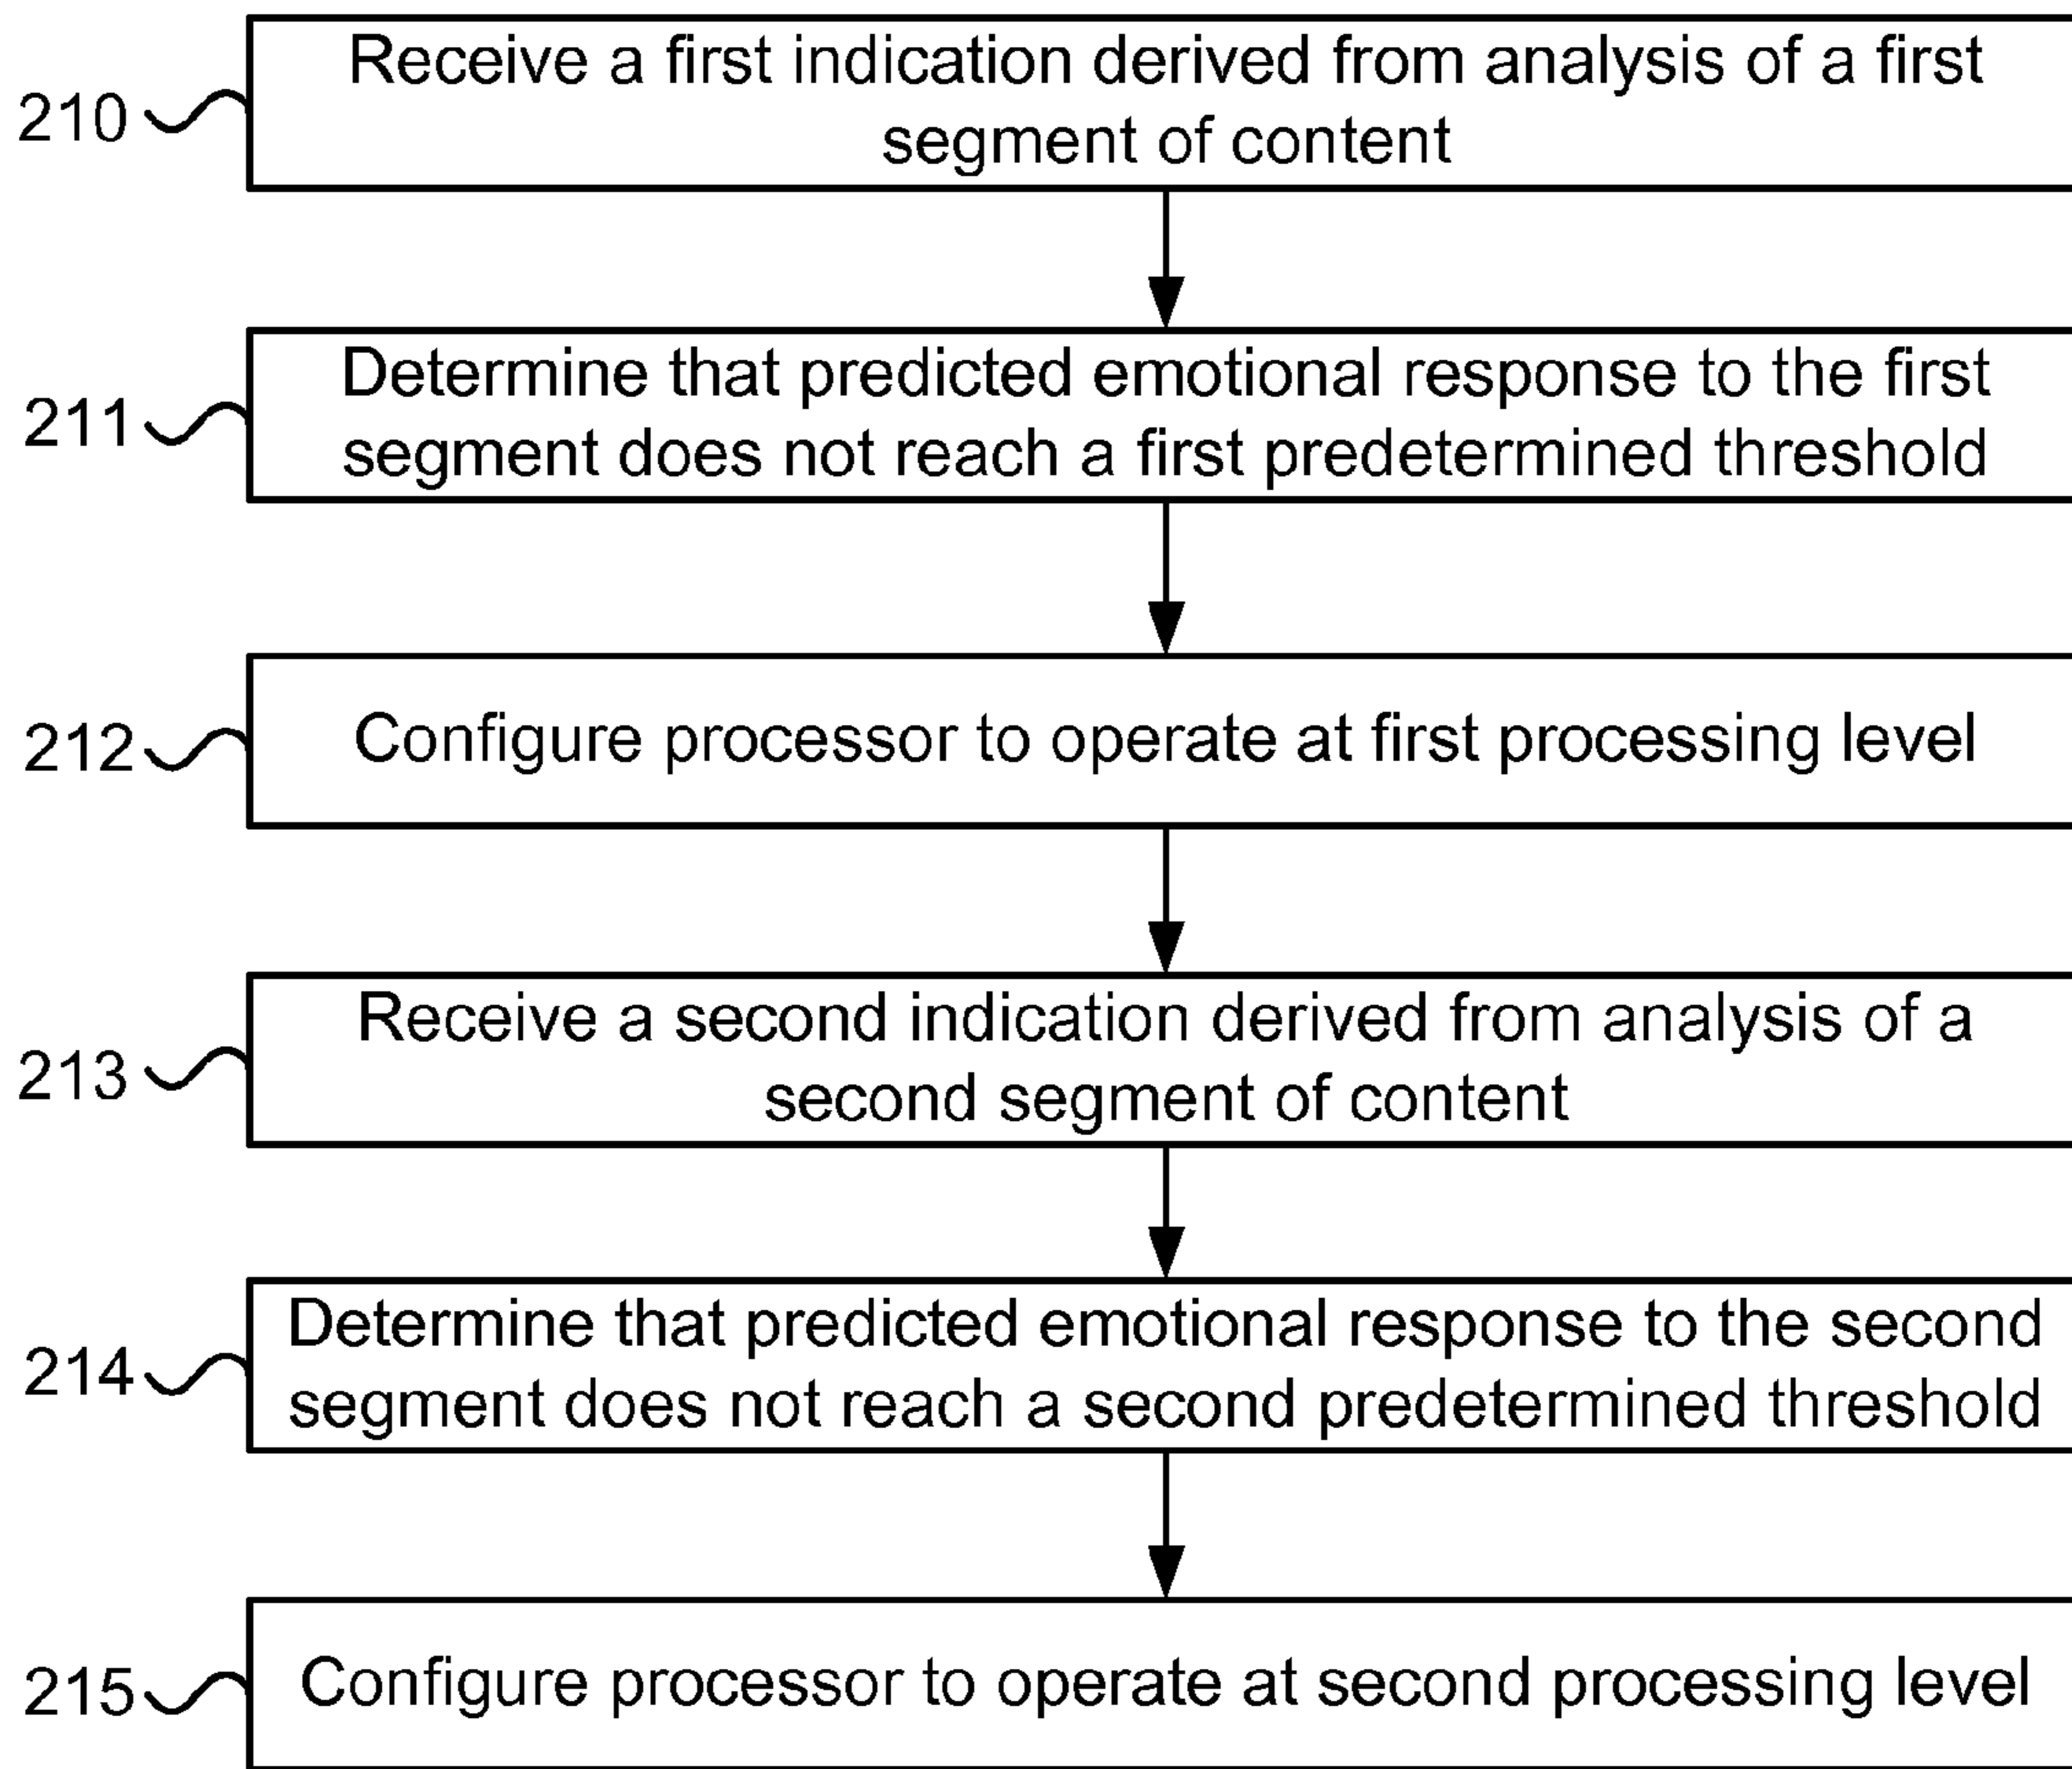 210
Receive a first indication derived from analysis of a first
segment of content
211
Determine that predicted emotional response to the first
segment does not reach a first predetermined threshold
212
Configure processor to operate at first processing level
213
Receive a second indication derived from analysis of a
second segment of content
214
Determine that predicted emotional response to the second
segment does not reach a second predetermined threshold
215
Configure processor to operate at second processing level